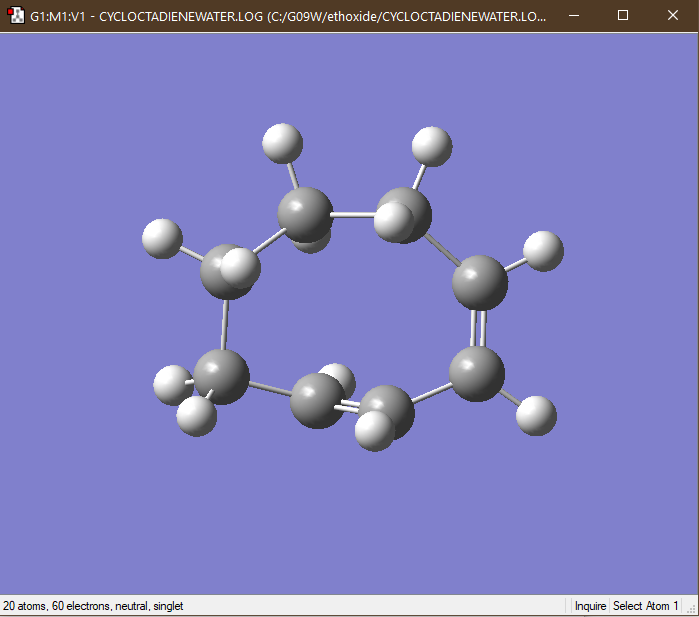 G1:M1:V1 - CYCLOCTADIENEWATER.LOG (C:/G09W/ethoxide/CYCLOCTADIENEWATER.LO...
20 atoms, 60 electrons, neutral, singlet Inquire Select Atom 1